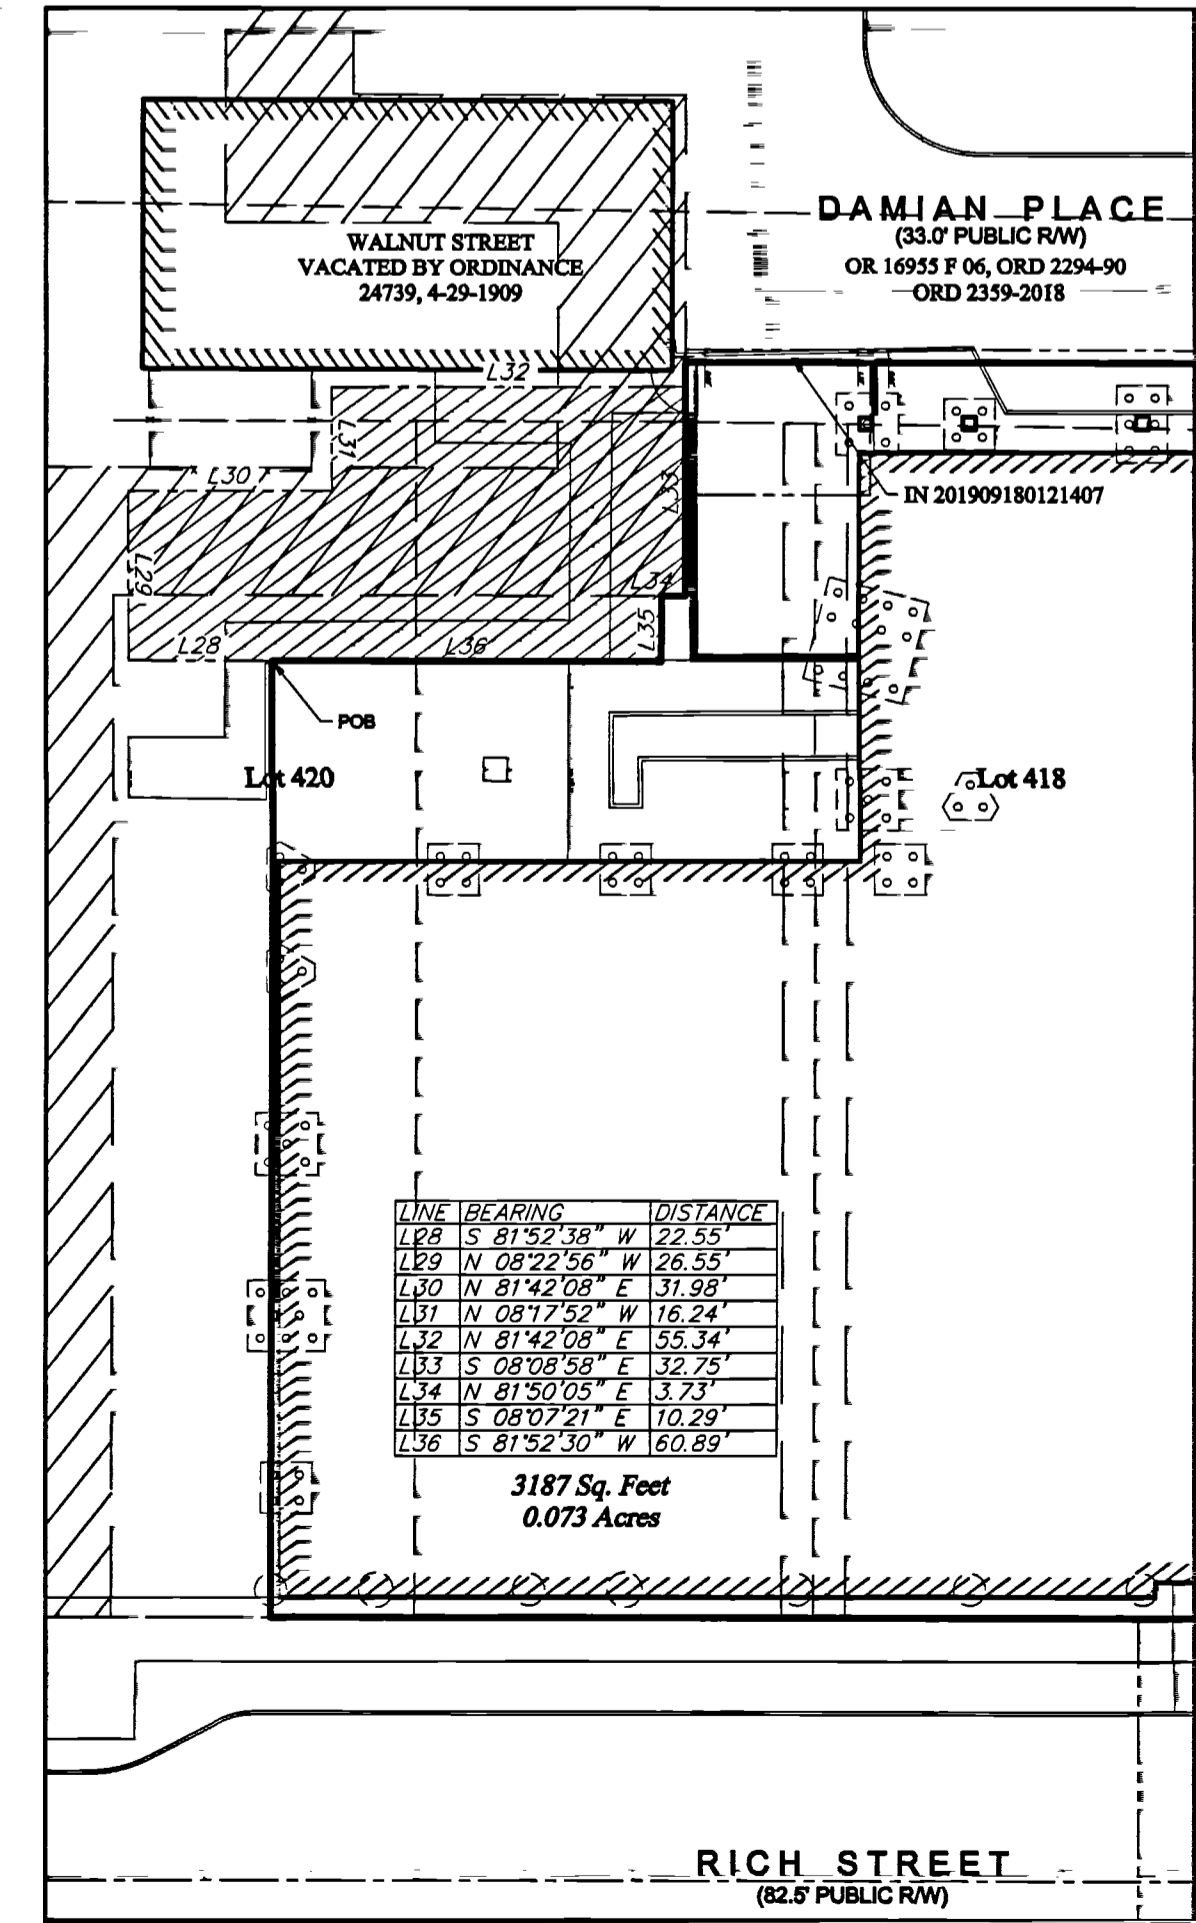 DAMIAN PLACE
(33.0' PUBLIC R/W)
OR 16955 F 06, ORD 2294-90
ORD 2359-2018
WALNUT STREET
VACATED BY ORDINANCE
24739, 4-29-1909
L32
L31
L30
L33
IN 201909180121407
L29
L34
L35
L28
L36
POB
Lot 420
Lot 418
LINE BEARING DISTANCE
L28 S 81°52'38" W 22.55'
L29 N 08°22'56" W 26.55'
L30 N 81°42'08" E 31.98'
L31 N 08°17'52" W 16.24'
L32 N 81°42'08" E 55.34'
L33 S 08°08'58" E 32.75'
L34 N 81°50'05" E 3.73'
L35 S 08°07'21" E 10.29'
L36 S 81°52'30" W 60.89'
3187 Sq. Feet
0.073 Acres
RICH STREET
(82.5' PUBLIC R/W)